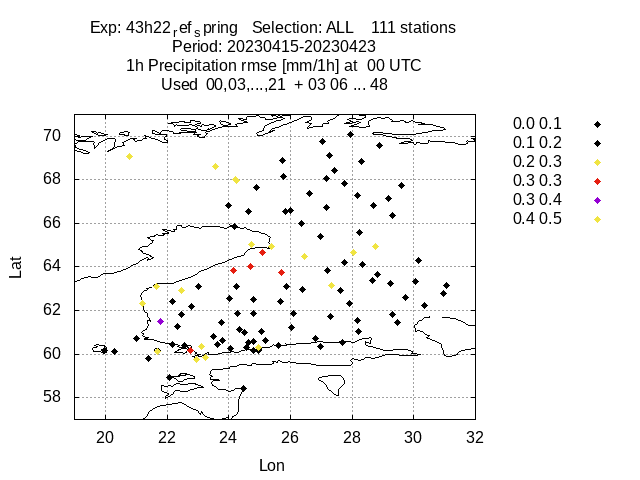 Exp: 43h22refspring Selection: ALL 111 stations
Period: 20230415-20230423
1h Precipitation rmse [mm/1h] at 00 UTC
Used 00,03,...,21 + 03 06 ... 48
0.0 0.1
0.1 0.2
0.2 0.3
0.3 0.3
0.3 0.4
0.4 0.5
70
68
66
64
62
60
58
Lat
20 22 24 26 28 30 32
Lon